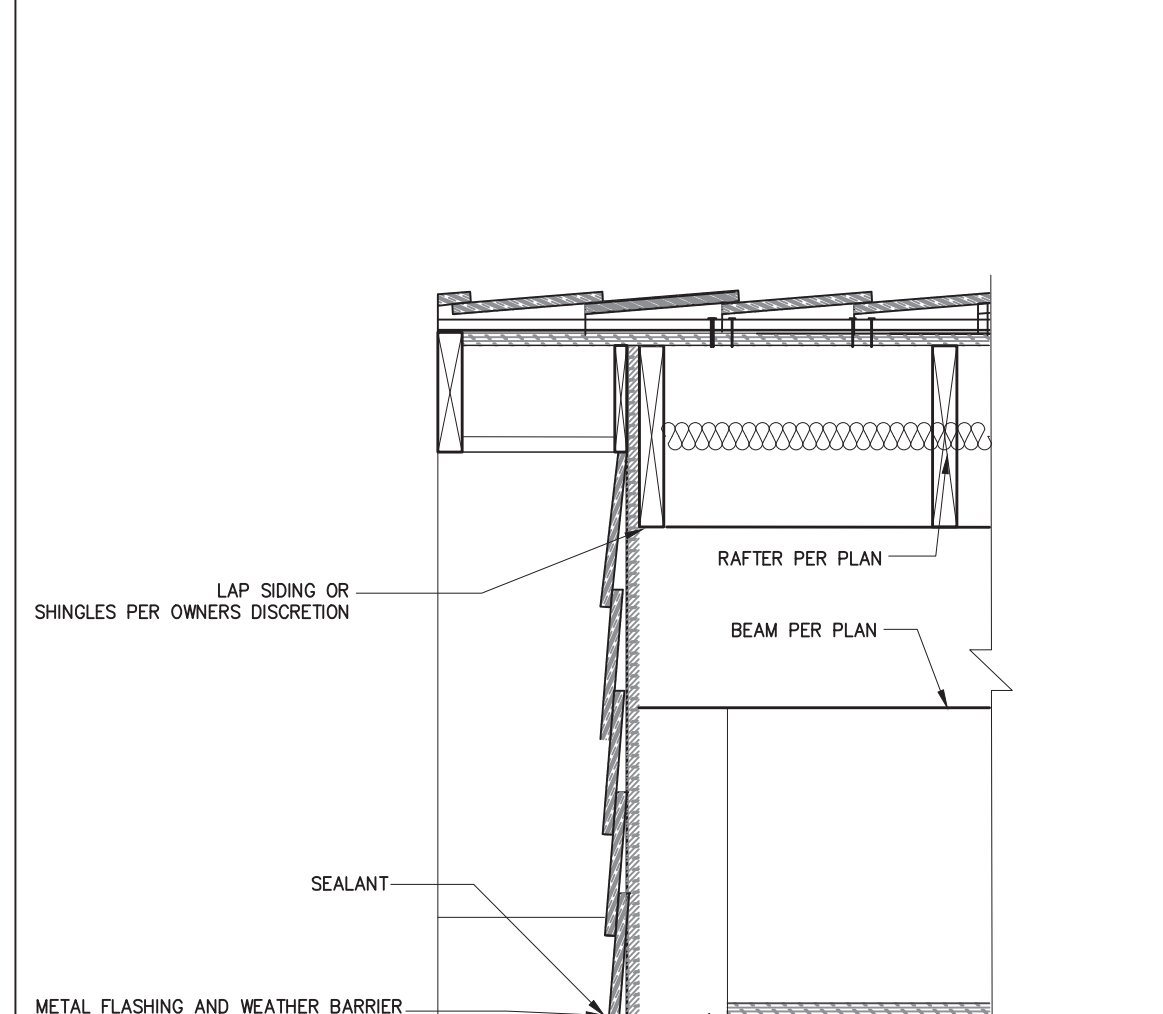 RAFTER PER PLAN
LAP SIDING OR
SHINGLES PER OWNERS DISCRETION
BEAM PER PLAN
SEALANT
METAL FLASHING AND WEATHER BARRIER